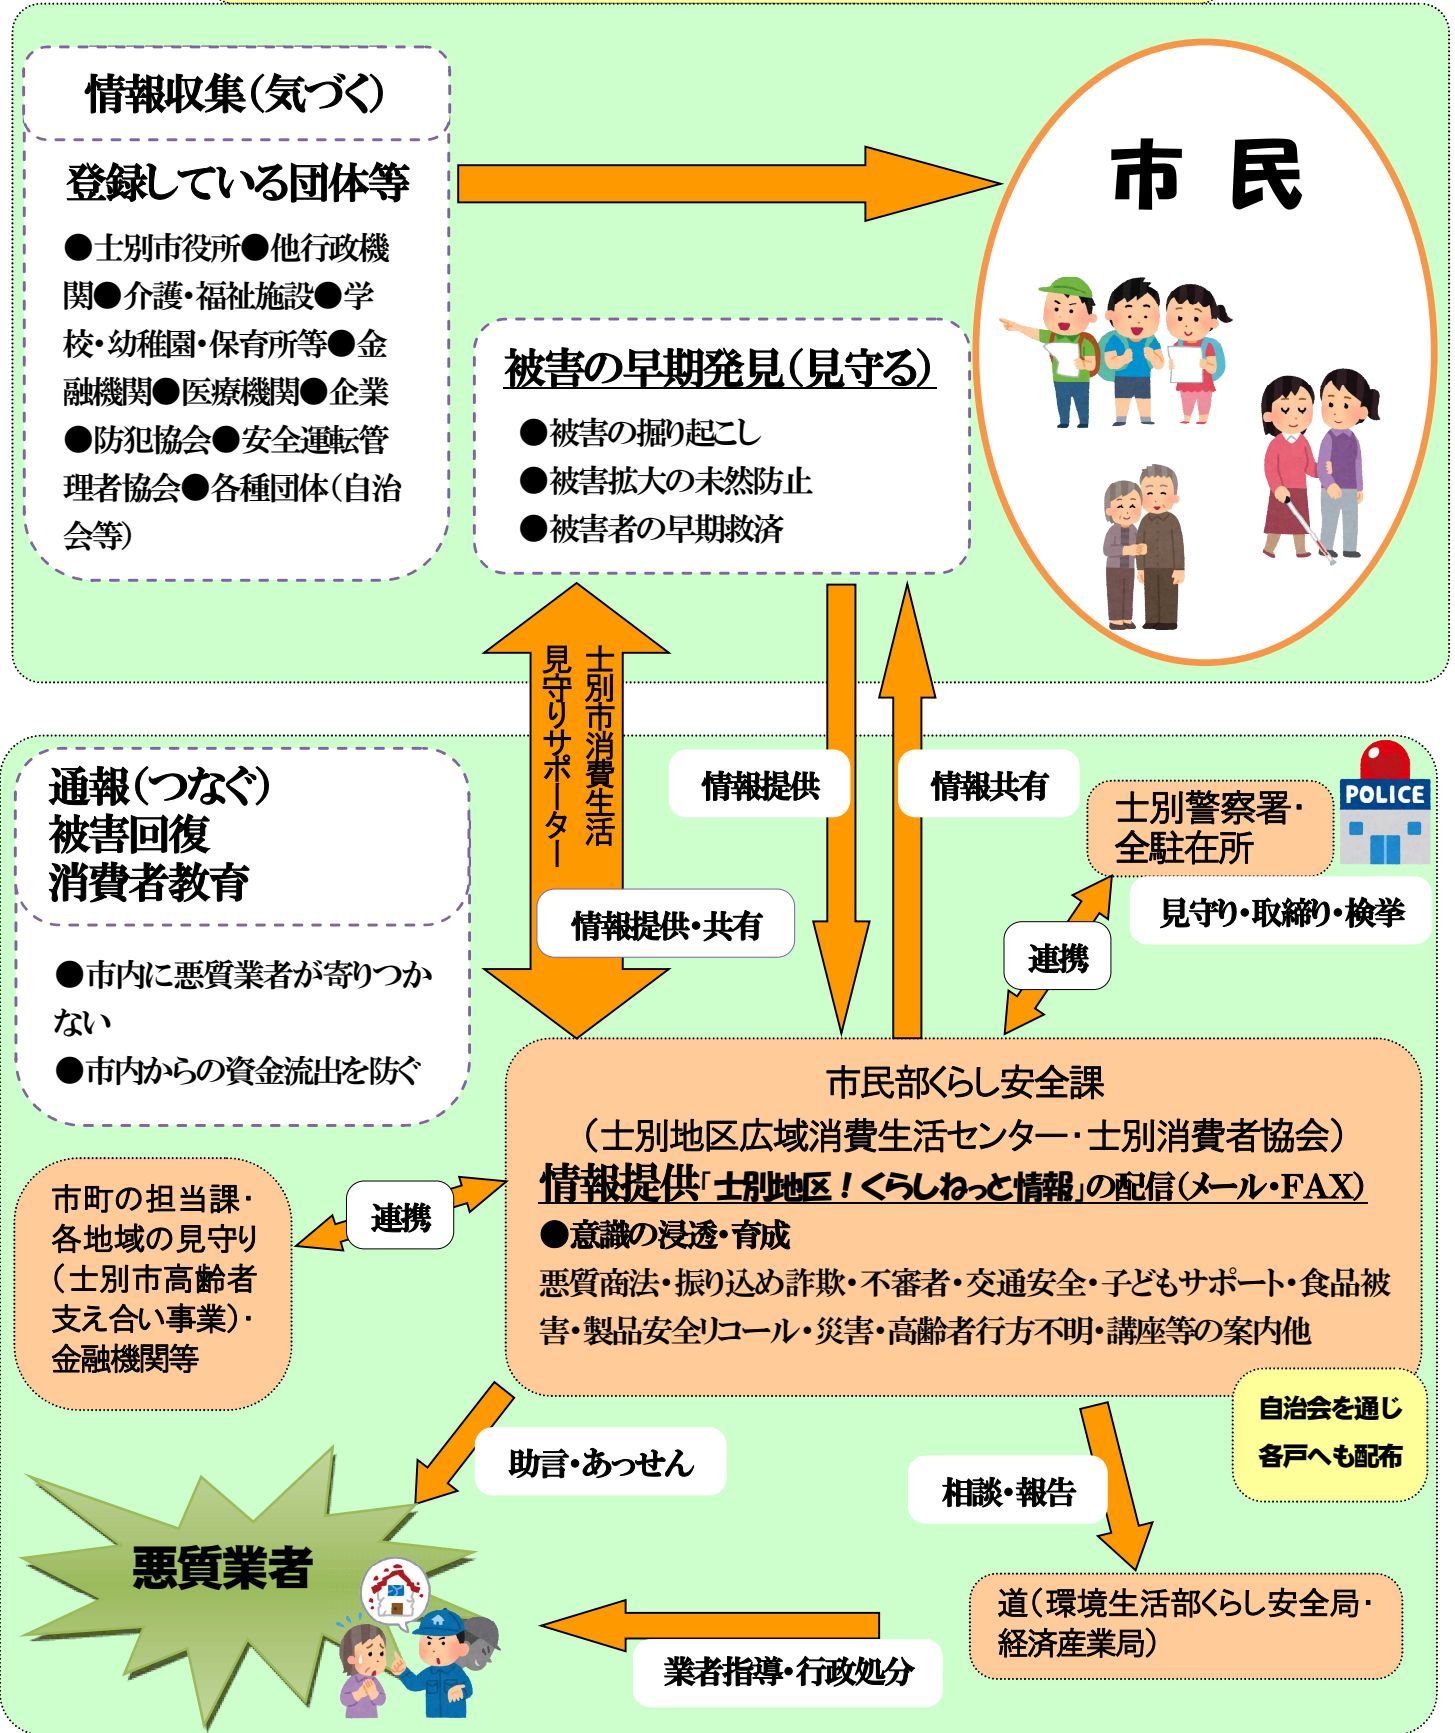 情報収集（気づく）
登録している団体等
●士別市役所●他行政機
関●介護・福祉施設●学
校・幼稚園・保育所等●金
融機関●医療機関●企業
●防犯協会●安全運転管
理者協会●各種団体（自治
会等）
市　民
被害の早期発見（見守る）
●被害の掘り起こし
●被害拡大の未然防止
●被害者の早期救済
士別市消費生活
見守りサポーター
情報提供・共有
情報提供
情報共有
通報（つなぐ）
被害回復
消費者教育
●市内に悪質業者が寄りつか
ない
●市内からの資金流出を防ぐ
POLICE
士別警察署・
全駐在所
見守り・取締り・検挙
連携
市民部くらし安全課
（士別地区広域消費生活センター・士別消費者協会）
情報提供「士別地区！くらしねっと情報」の配信（メール・FAX）
●意識の浸透・育成
悪質商法・振り込め詐欺・不審者・交通安全・子どもサポート・食品被
害・製品安全リコール・災害・高齢者行方不明・講座等の案内他
市町の担当課・
各地域の見守り
（士別市高齢者
支え合い事業）・
金融機関等
連携
自治会を通じ
各戸へも配布
助言・あっせん
相談・報告
悪質業者
道（環境生活部くらし安全局・
経済産業局）
業者指導・行政処分